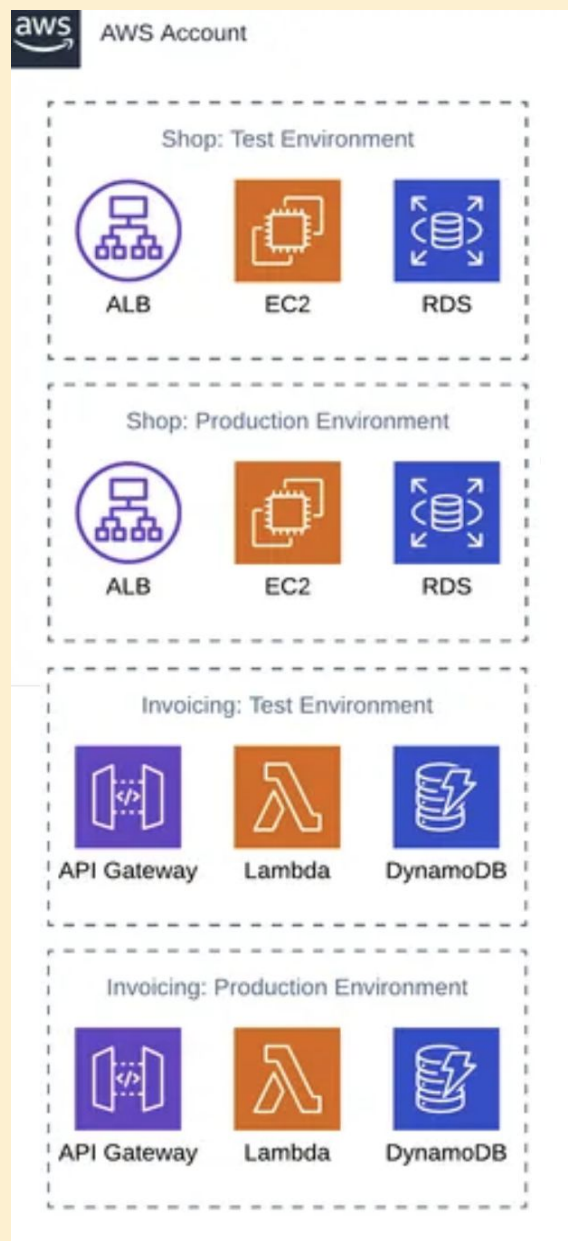 aws AWS Account
Shop: Test Environment
ALB EC2 RDS
Shop: Production Environment
ALB EC2 RDS
Invoicing: Test Environment
</>
API Gateway Lambda DynamoDB
Invoicing: Production Environment
</>
API Gateway Lambda DynamoDB